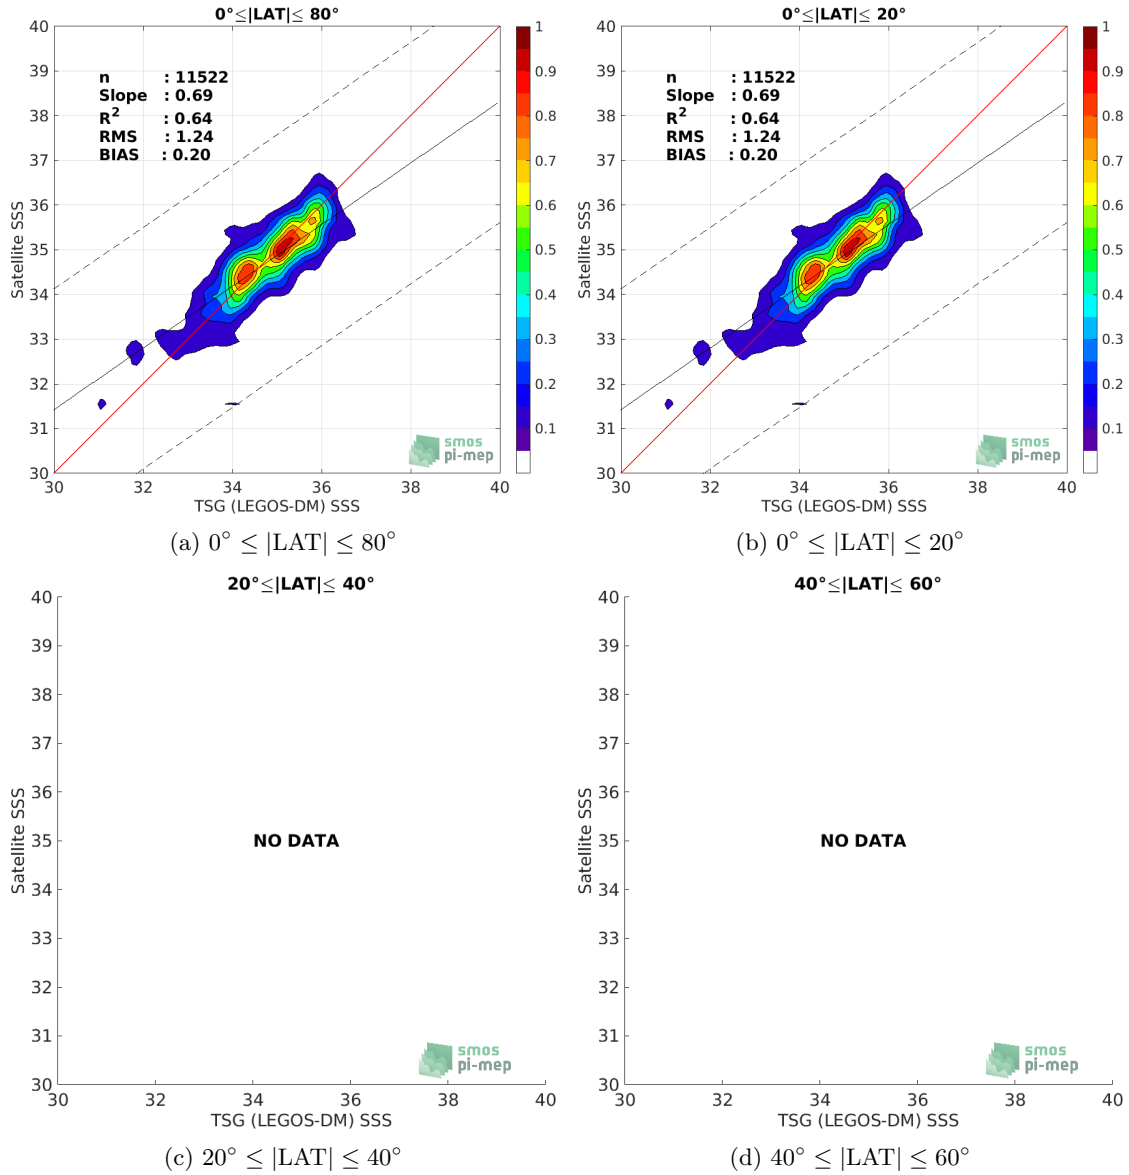 0°≤|LAT|≤ 80°
40
39
38
37
36
35
34
33
32
31
30
Satellite SSS
n : 11522
Slope : 0.69
R² : 0.64
RMS : 1.24
BIAS : 0.20
smos
pi-mep
30 32 34 36 38 40
TSG (LEGOS-DM) SSS
1
0.9
0.8
0.7
0.6
0.5
0.4
0.3
0.2
0.1
(a) 0° ≤ |LAT| ≤ 80°
0°≤|LAT|≤ 20°
40
39
38
37
36
35
34
33
32
31
30
Satellite SSS
n : 11522
Slope : 0.69
R² : 0.64
RMS : 1.24
BIAS : 0.20
smos
pi-mep
30 32 34 36 38 40
TSG (LEGOS-DM) SSS
1
0.9
0.8
0.7
0.6
0.5
0.4
0.3
0.2
0.1
(b) 0° ≤ |LAT| ≤ 20°
20°≤|LAT|≤ 40°
40
39
38
37
36
35
34
33
32
31
30
Satellite SSS
NO DATA
smos
pi-mep
30 32 34 36 38 40
TSG (LEGOS-DM) SSS
(c) 20° ≤ |LAT| ≤ 40°
40°≤|LAT|≤ 60°
40
39
38
37
36
35
34
33
32
31
30
Satellite SSS
NO DATA
smos
pi-mep
30 32 34 36 38 40
TSG (LEGOS-DM) SSS
(d) 40° ≤ |LAT| ≤ 60°